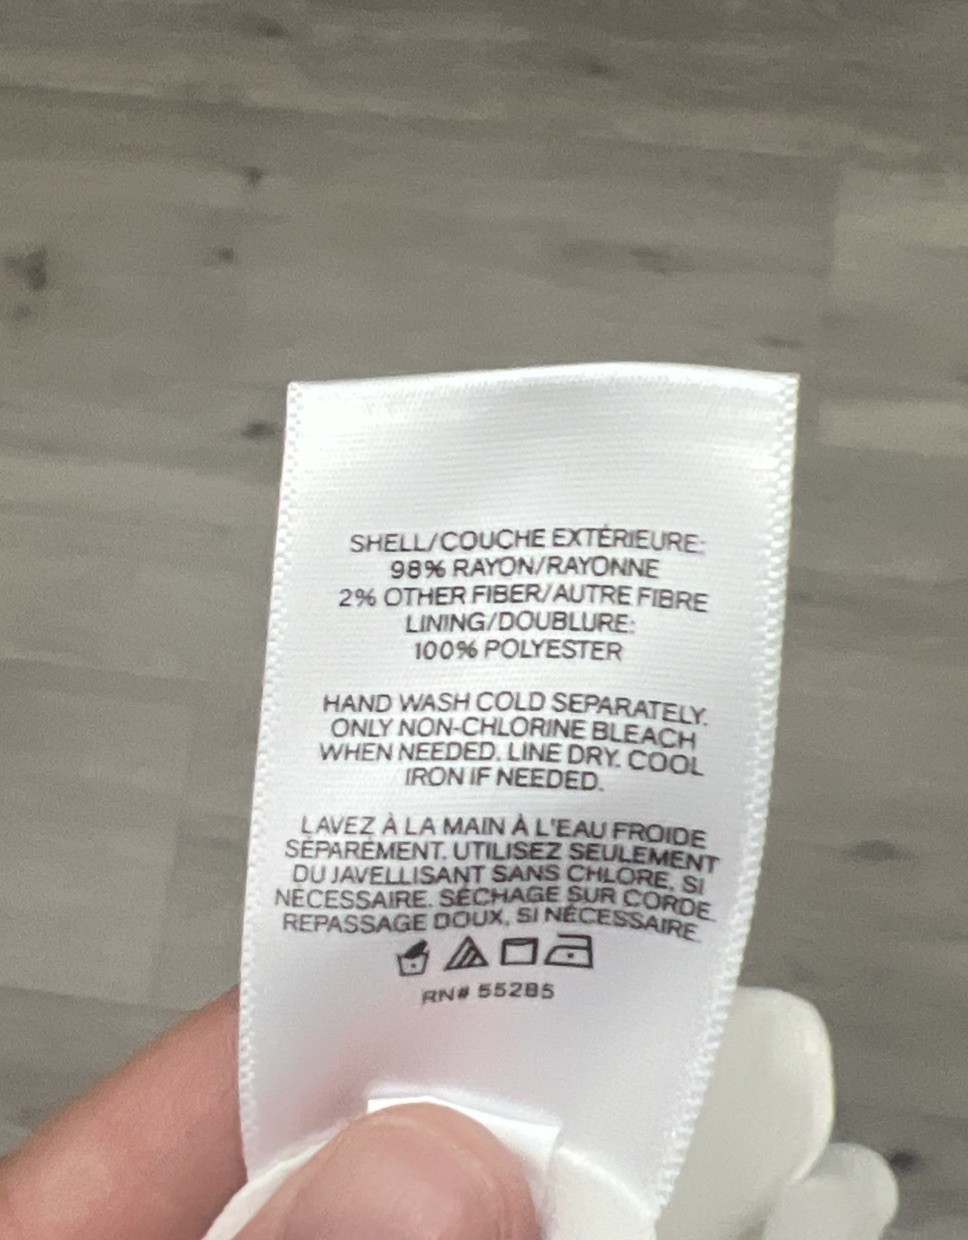 SHELL/COUCHE EXTÉRIEURE:
98% RAYON/RAYONNE
2% OTHER FIBER/AUTRE FIBRE
LINING/DOUBLURE:
100% POLYESTER
HAND WASH COLD SEPARATELY.
ONLY NON-CHLORINE BLEACH
WHEN NEEDED. LINE DRY. COOL
IRON IF NEEDED.
LAVEZ À LA MAIN À L'EAU FROIDE
SÉPARÉMENT. UTILISEZ SEULEMENT
DU JAVELLISANT SANS CHLORE, SI
NÉCESSAIRE. SÉCHAGE SUR CORDE.
REPASSAGE DOUX, SI NÉCESSAIRE.
RN# 55285